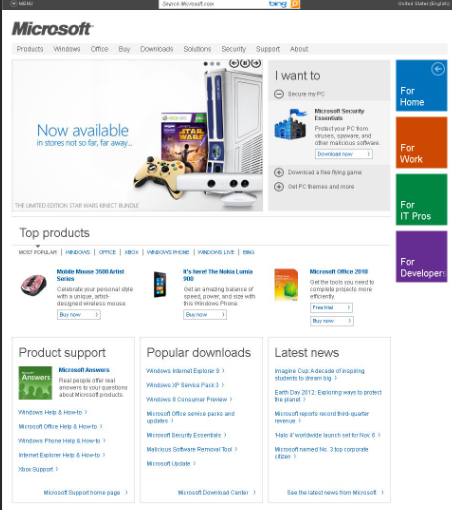 MENU
Search Microsoft.com
bing
United States (English)
Microsoft
Products Windows Office Buy Downloads Solutions Security Support About
Now available
in stores not so far, far away...
XBOX 360
STAR WARS
KINECT
THE LIMITED EDITION STAR WARS KINECT BUNDLE
I want to
Secure my PC
Microsoft Security
Essentials
Protect your PC from
viruses, spyware, and
other malicious software.
Download now
Download a free flying game
Get PC themes and more
For
Home
For
Work
For
IT Pros
For
Developers
Top products
MOST POPULAR | WINDOWS | OFFICE | XBOX | WINDOWS PHONE | WINDOWS LIVE | BING
Mobile Mouse 3500 Artist
Series
Celebrate your personal style
with a unique, artist-
designed wireless mouse.
Buy now
It's here! The Nokia Lumia
900
Get an amazing balance of
speed, power, and size with
this Windows Phone.
Buy now
Microsoft Office 2010
Get the tools you need to
complete projects more
efficiently.
Free trial
Buy now
Product support
Answers
Microsoft Answers
Real people offer real
answers to your questions
about Microsoft products.
Windows Help & How-to
Microsoft Office Help & How-to
Windows Phone Help & How-to
Internet Explorer Help & How-to
Xbox Support
Microsoft Support home page
Popular downloads
Windows Internet Explorer 9
Windows XP Service Pack 3
Windows 8 Consumer Preview
Microsoft Office service packs and
updates
Microsoft Security Essentials
Malicious Software Removal Tool
Microsoft Update
Microsoft Download Center
Latest news
Imagine Cup: A decade of inspiring
students to dream big
Earth Day 2012: Exploring ways to protect
the planet
Microsoft reports record third-quarter
revenue
'Halo 4' worldwide launch set for Nov. 6
Microsoft named No. 3 top corporate
citizen
See the latest news from Microsoft